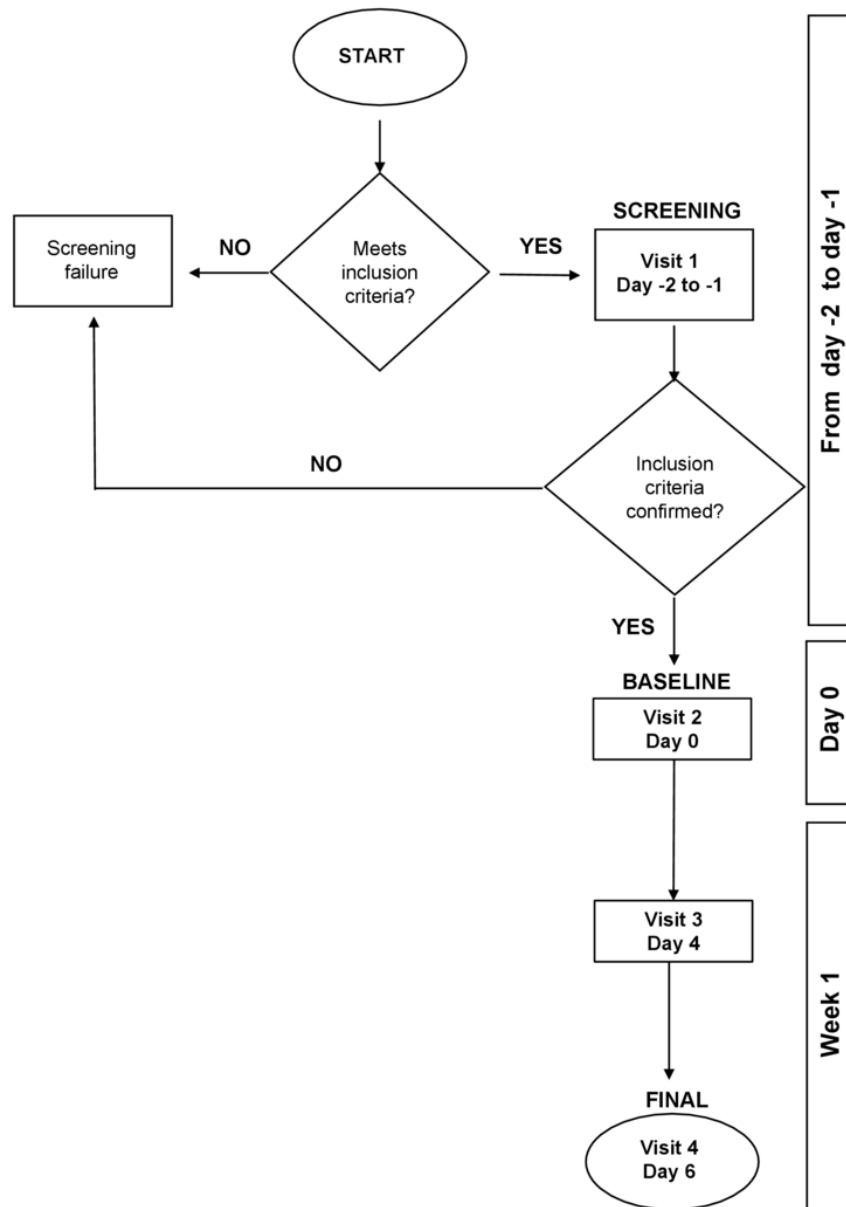 START
Meets
inclusion
criteria?
NO
Screening
failure
YES
SCREENING
Visit 1
Day -2 to -1
Inclusion
criteria
confirmed?
NO
YES
BASELINE
Visit 2
Day 0
Visit 3
Day 4
FINAL
Visit 4
Day 6
From day -2 to day -1
Day 0
Week 1